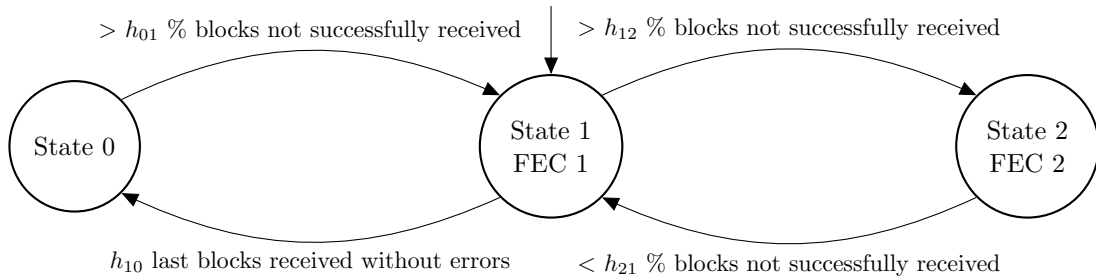 > h01 % blocks not successfully received
> h12 % blocks not successfully received
State 0
State 1
FEC 1
State 2
FEC 2
h10 last blocks received without errors
< h21 % blocks not successfully received